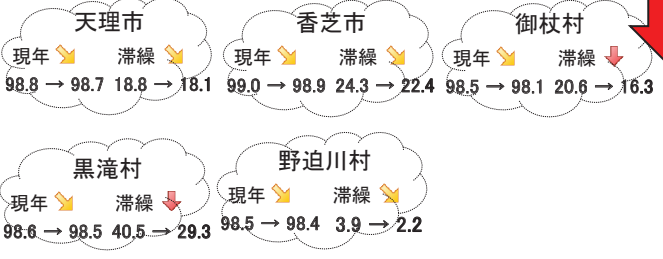 天理市
現年 滞繰
98.8 → 98.7 18.8 → 18.1
香芝市
現年 滞繰
99.0 → 98.9 24.3 → 22.4
御杖村
現年 滞繰
98.5 → 98.1 20.6 → 16.3
黒滝村
現年 滞繰
98.6 → 98.5 40.5 → 29.3
野迫川村
現年 滞繰
98.5 → 98.4 3.9 → 2.2